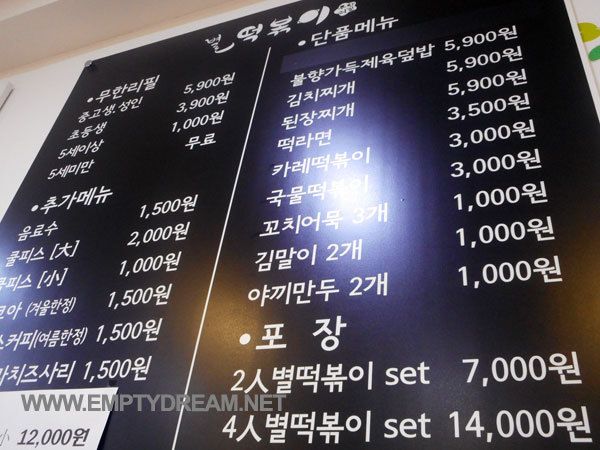 별 떡볶이
•무한리필
중고생, 성인 5,900원
초등생 3,900원
5세이상 1,000원
5세미만 무료
•추가메뉴
음료수 1,500원
쿨피스 [大] 2,000원
쿨피스 [小] 1,000원
코아 (겨울한정) 1,500원
스커피(여름한정) 1,500원
치즈사리 1,500원
小 12,000원
•단품메뉴
불향가득제육덮밥 5,900원
김치찌개 5,900원
된장찌개 5,900원
떡라면 3,500원
카레떡볶이 3,000원
국물떡볶이 3,000원
꼬치어묵 3개 1,000원
김말이 2개 1,000원
야끼만두 2개 1,000원
•포 장
2人別떡볶이 set 7,000원
4人別떡볶이 set 14,000원
WWW.EMPTYDREAM.NET